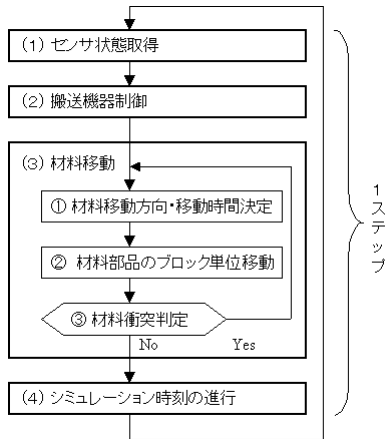 (1) センサ状態取得
(2) 搬送機器制御
(3) 材料移動
① 材料移動方向・移動時間決定
② 材料部品のブロック単位移動
③ 材料衝突判定
No
Yes
(4) シミュレーション時刻の進行
1ステップ